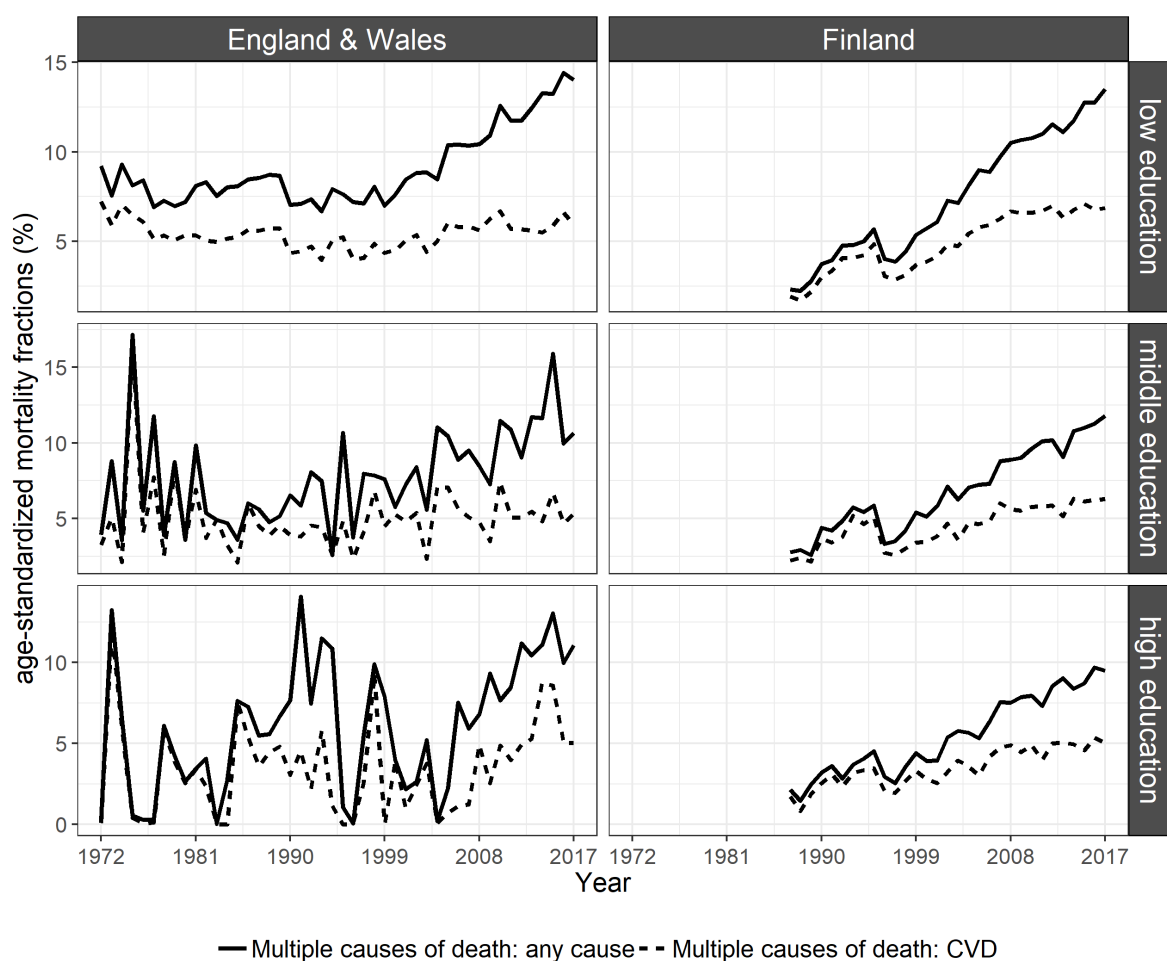 England & Wales
Finland
15
10
5
low education
15
10
5
middle education
10
5
0
high education
age-standardized mortality fractions (%)
1972 1981 1990 1999 2008 2017
1972 1981 1990 1999 2008 2017
Year
Multiple causes of death: any cause
Multiple causes of death: CVD